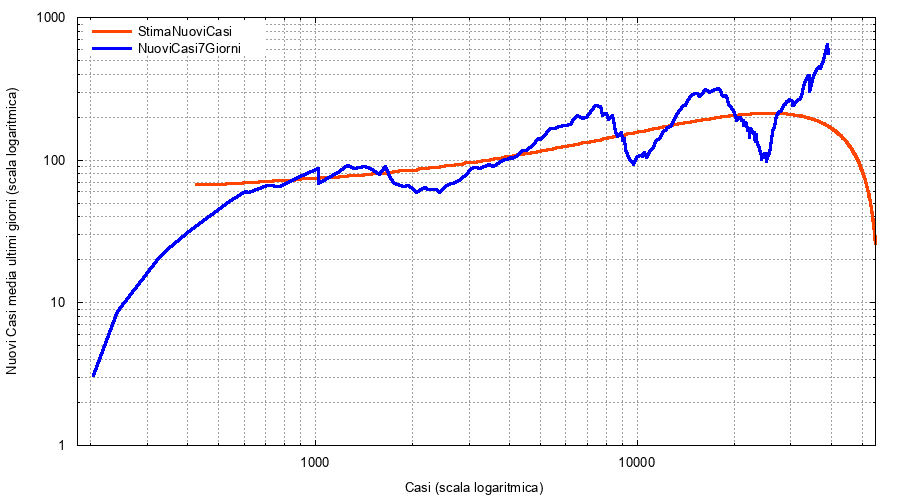 1000
StimaNuoviCasi
NuoviCasi7Giorni
100
10
1
Nuovi Casi media ultimi giorni (scala logaritmica)
1000
10000
Casi (scala logaritmica)